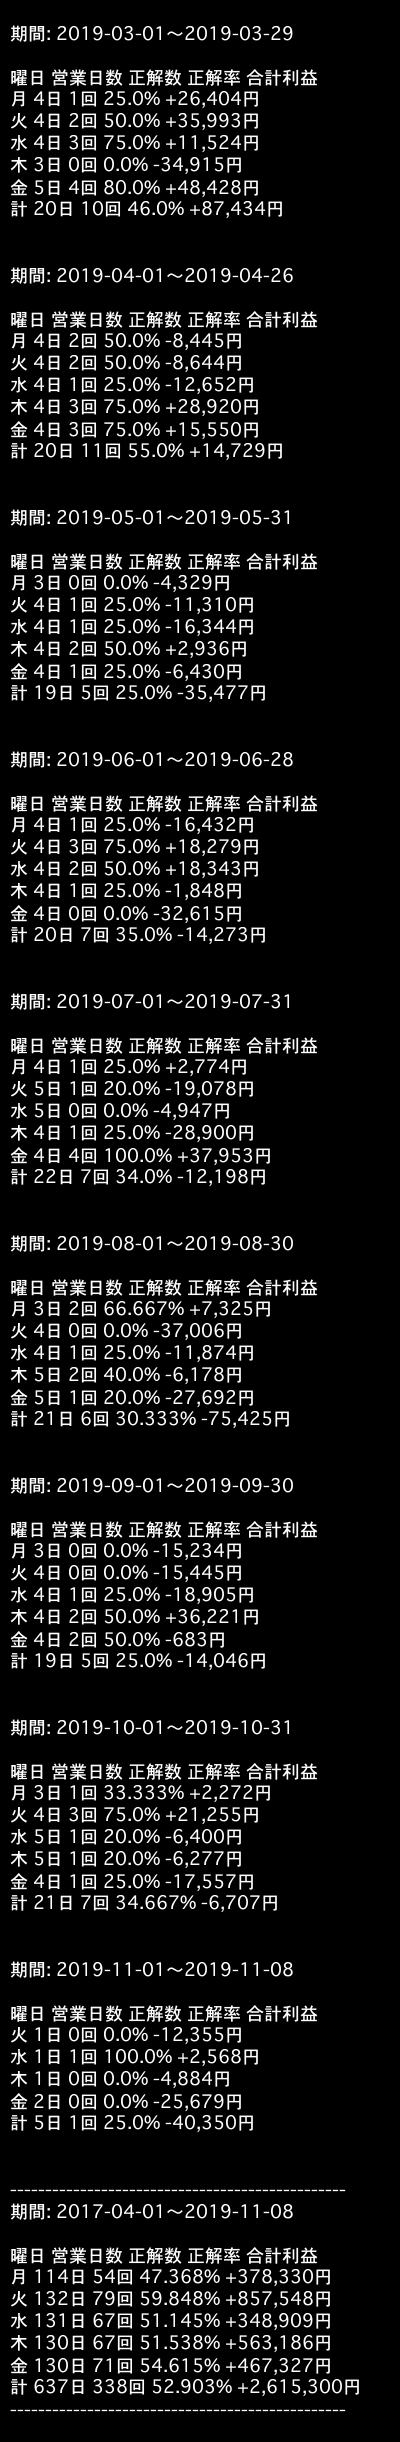 期間: 2019-03-01～2019-03-29
曜日 営業日数 正解数 正解率 合計利益
月 4日 1回 25.0% +26,404円
火 4日 2回 50.0% +35,993円
水 4日 3回 75.0% +11,524円
木 3日 0回 0.0% -34,915円
金 5日 4回 80.0% +48,428円
計 20日 10回 46.0% +87,434円
期間: 2019-04-01～2019-04-26
曜日 営業日数 正解数 正解率 合計利益
月 4日 2回 50.0% -8,445円
火 4日 2回 50.0% -8,644円
水 4日 1回 25.0% -12,652円
木 4日 3回 75.0% +28,920円
金 4日 3回 75.0% +15,550円
計 20日 11回 55.0% +14,729円
期間: 2019-05-01～2019-05-31
曜日 営業日数 正解数 正解率 合計利益
月 3日 0回 0.0% -4,329円
火 4日 1回 25.0% -11,310円
水 4日 1回 25.0% -16,344円
木 4日 2回 50.0% +2,936円
金 4日 1回 25.0% -6,430円
計 19日 5回 25.0% -35,477円
期間: 2019-06-01～2019-06-28
曜日 営業日数 正解数 正解率 合計利益
月 4日 1回 25.0% -16,432円
火 4日 3回 75.0% +18,279円
水 4日 2回 50.0% +18,343円
木 4日 1回 25.0% -1,848円
金 4日 0回 0.0% -32,615円
計 20日 7回 35.0% -14,273円
期間: 2019-07-01～2019-07-31
曜日 営業日数 正解数 正解率 合計利益
月 4日 1回 25.0% +2,774円
火 5日 1回 20.0% -19,078円
水 5日 0回 0.0% -4,947円
木 4日 1回 25.0% -28,900円
金 4日 4回 100.0% +37,953円
計 22日 7回 34.0% -12,198円
期間: 2019-08-01～2019-08-30
曜日 営業日数 正解数 正解率 合計利益
月 3日 2回 66.667% +7,325円
火 4日 0回 0.0% -37,006円
水 4日 1回 25.0% -11,874円
木 5日 2回 40.0% -6,178円
金 5日 1回 20.0% -27,692円
計 21日 6回 30.333% -75,425円
期間: 2019-09-01～2019-09-30
曜日 営業日数 正解数 正解率 合計利益
月 3日 0回 0.0% -15,234円
火 4日 0回 0.0% -15,445円
水 4日 1回 25.0% -18,905円
木 4日 2回 50.0% +36,221円
金 4日 2回 50.0% -683円
計 19日 5回 25.0% -14,046円
期間: 2019-10-01～2019-10-31
曜日 営業日数 正解数 正解率 合計利益
月 3日 1回 33.333% +2,272円
火 4日 3回 75.0% +21,255円
水 5日 1回 20.0% -6,400円
木 5日 1回 20.0% -6,277円
金 4日 1回 25.0% -17,557円
計 21日 7回 34.667% -6,707円
期間: 2019-11-01～2019-11-08
曜日 営業日数 正解数 正解率 合計利益
火 1日 0回 0.0% -12,355円
水 1日 1回 100.0% +2,568円
木 1日 0回 0.0% -4,884円
金 2日 0回 0.0% -25,679円
計 5日 1回 25.0% -40,350円
------------------------------------------------
期間: 2017-04-01～2019-11-08
曜日 営業日数 正解数 正解率 合計利益
月 114日 54回 47.368% +378,330円
火 132日 79回 59.848% +857,548円
水 131日 67回 51.145% +348,909円
木 130日 67回 51.538% +563,186円
金 130日 71回 54.615% +467,327円
計 637日 338回 52.903% +2,615,300円
------------------------------------------------